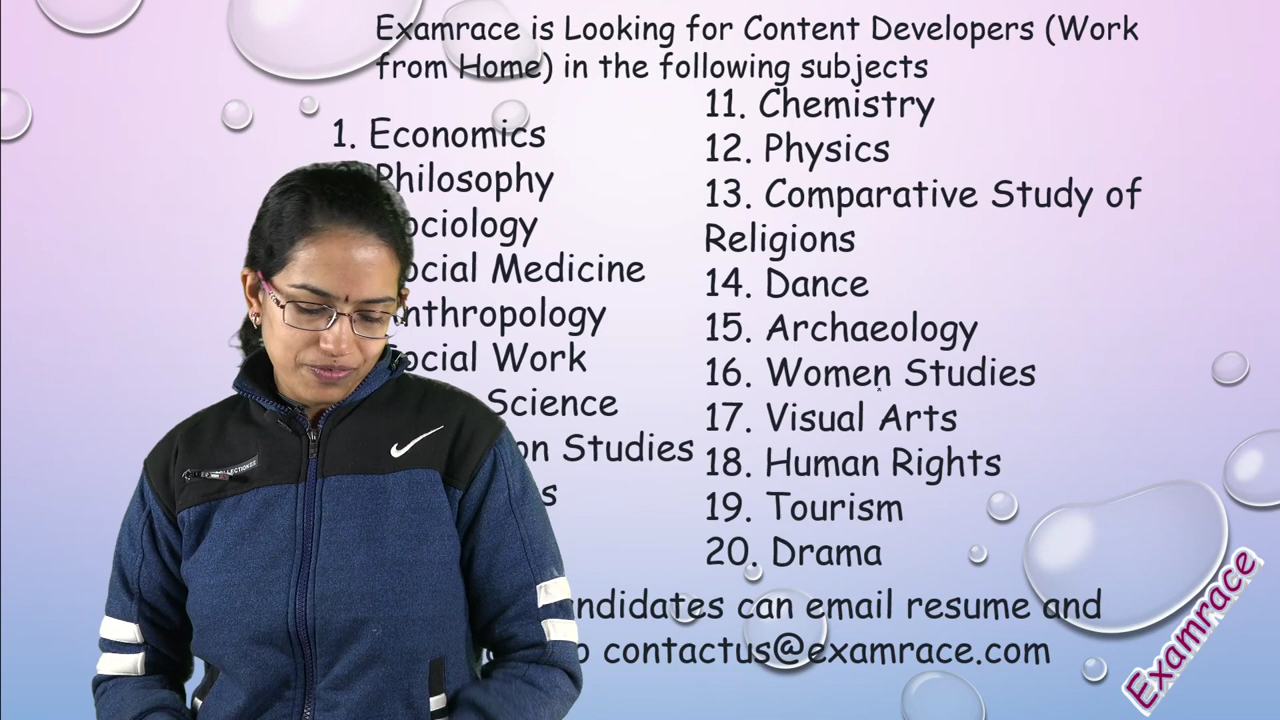 Examrace is Looking for Content Developers (Work
from Home) in the following subjects
1. Economics
Philosophy
ociology
ocial Medicine
nthropology
ocial Work
Science
on Studies
s
11. Chemistry
12. Physics
13. Comparative Study of
Religions
14. Dance
15. Archaeology
16. Women Studies
17. Visual Arts
18. Human Rights
19. Tourism
20. Drama
ndidates can email resume and
contactus@examrace.com
Examrace